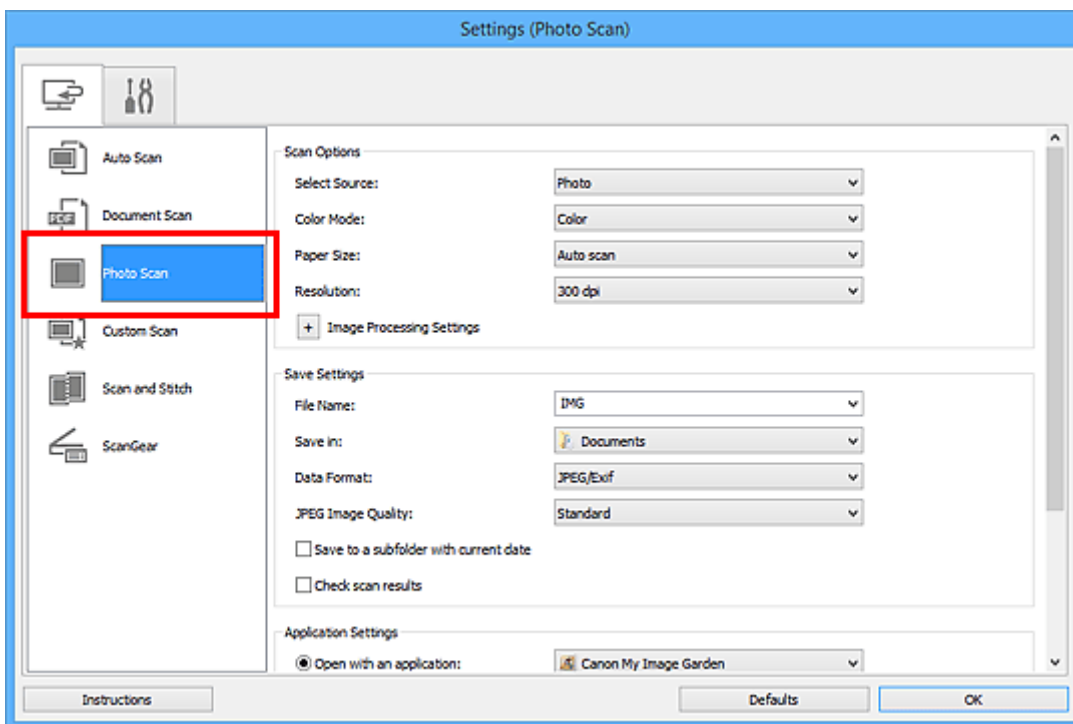 Settings (Photo Scan)
Auto Scan
PDF
Document Scan
Photo Scan
Custom Scan
Scan and Stitch
ScanGear
Scan Options
Select Source: Photo
Color Mode: Color
Paper Size: Auto scan
Resolution: 300 dpi
+ Image Processing Settings
Save Settings
File Name: IMG
Save in: Documents
Data Format: JPEG/Exif
JPEG Image Quality: Standard
Save to a subfolder with current date
Check scan results
Application Settings
Open with an application: Canon My Image Garden
Instructions Defaults OK